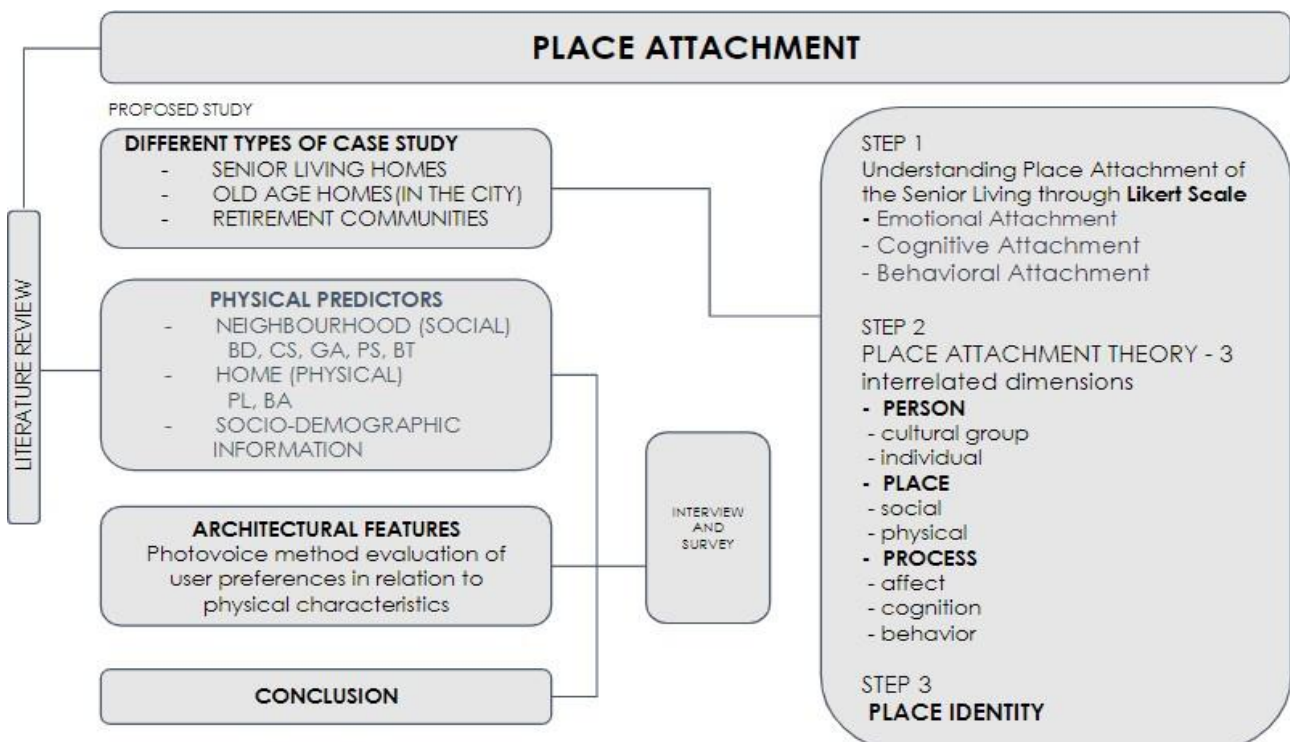 PLACE ATTACHMENT
PROPOSED STUDY
DIFFERENT TYPES OF CASE STUDY
- SENIOR LIVING HOMES
- OLD AGE HOMES(IN THE CITY)
- RETIREMENT COMMUNITIES
LITERATURE REVIEW
PHYSICAL PREDICTORS
- NEIGHBOURHOOD (SOCIAL)
BD, CS, GA, PS, BT
- HOME (PHYSICAL)
PL, BA
- SOCIO-DEMOGRAPHIC
INFORMATION
ARCHITECTURAL FEATURES
Photovoice method evaluation of
user preferences in relation to
physical characteristics
CONCLUSION
INTERVIEW
AND
SURVEY
STEP 1
Understanding Place Attachment of
the Senior Living through Likert Scale
- Emotional Attachment
- Cognitive Attachment
- Behavioral Attachment
STEP 2
PLACE ATTACHMENT THEORY - 3
interrelated dimensions
- PERSON
- cultural group
- individual
- PLACE
- social
- physical
- PROCESS
- affect
- cognition
- behavior
STEP 3
PLACE IDENTITY